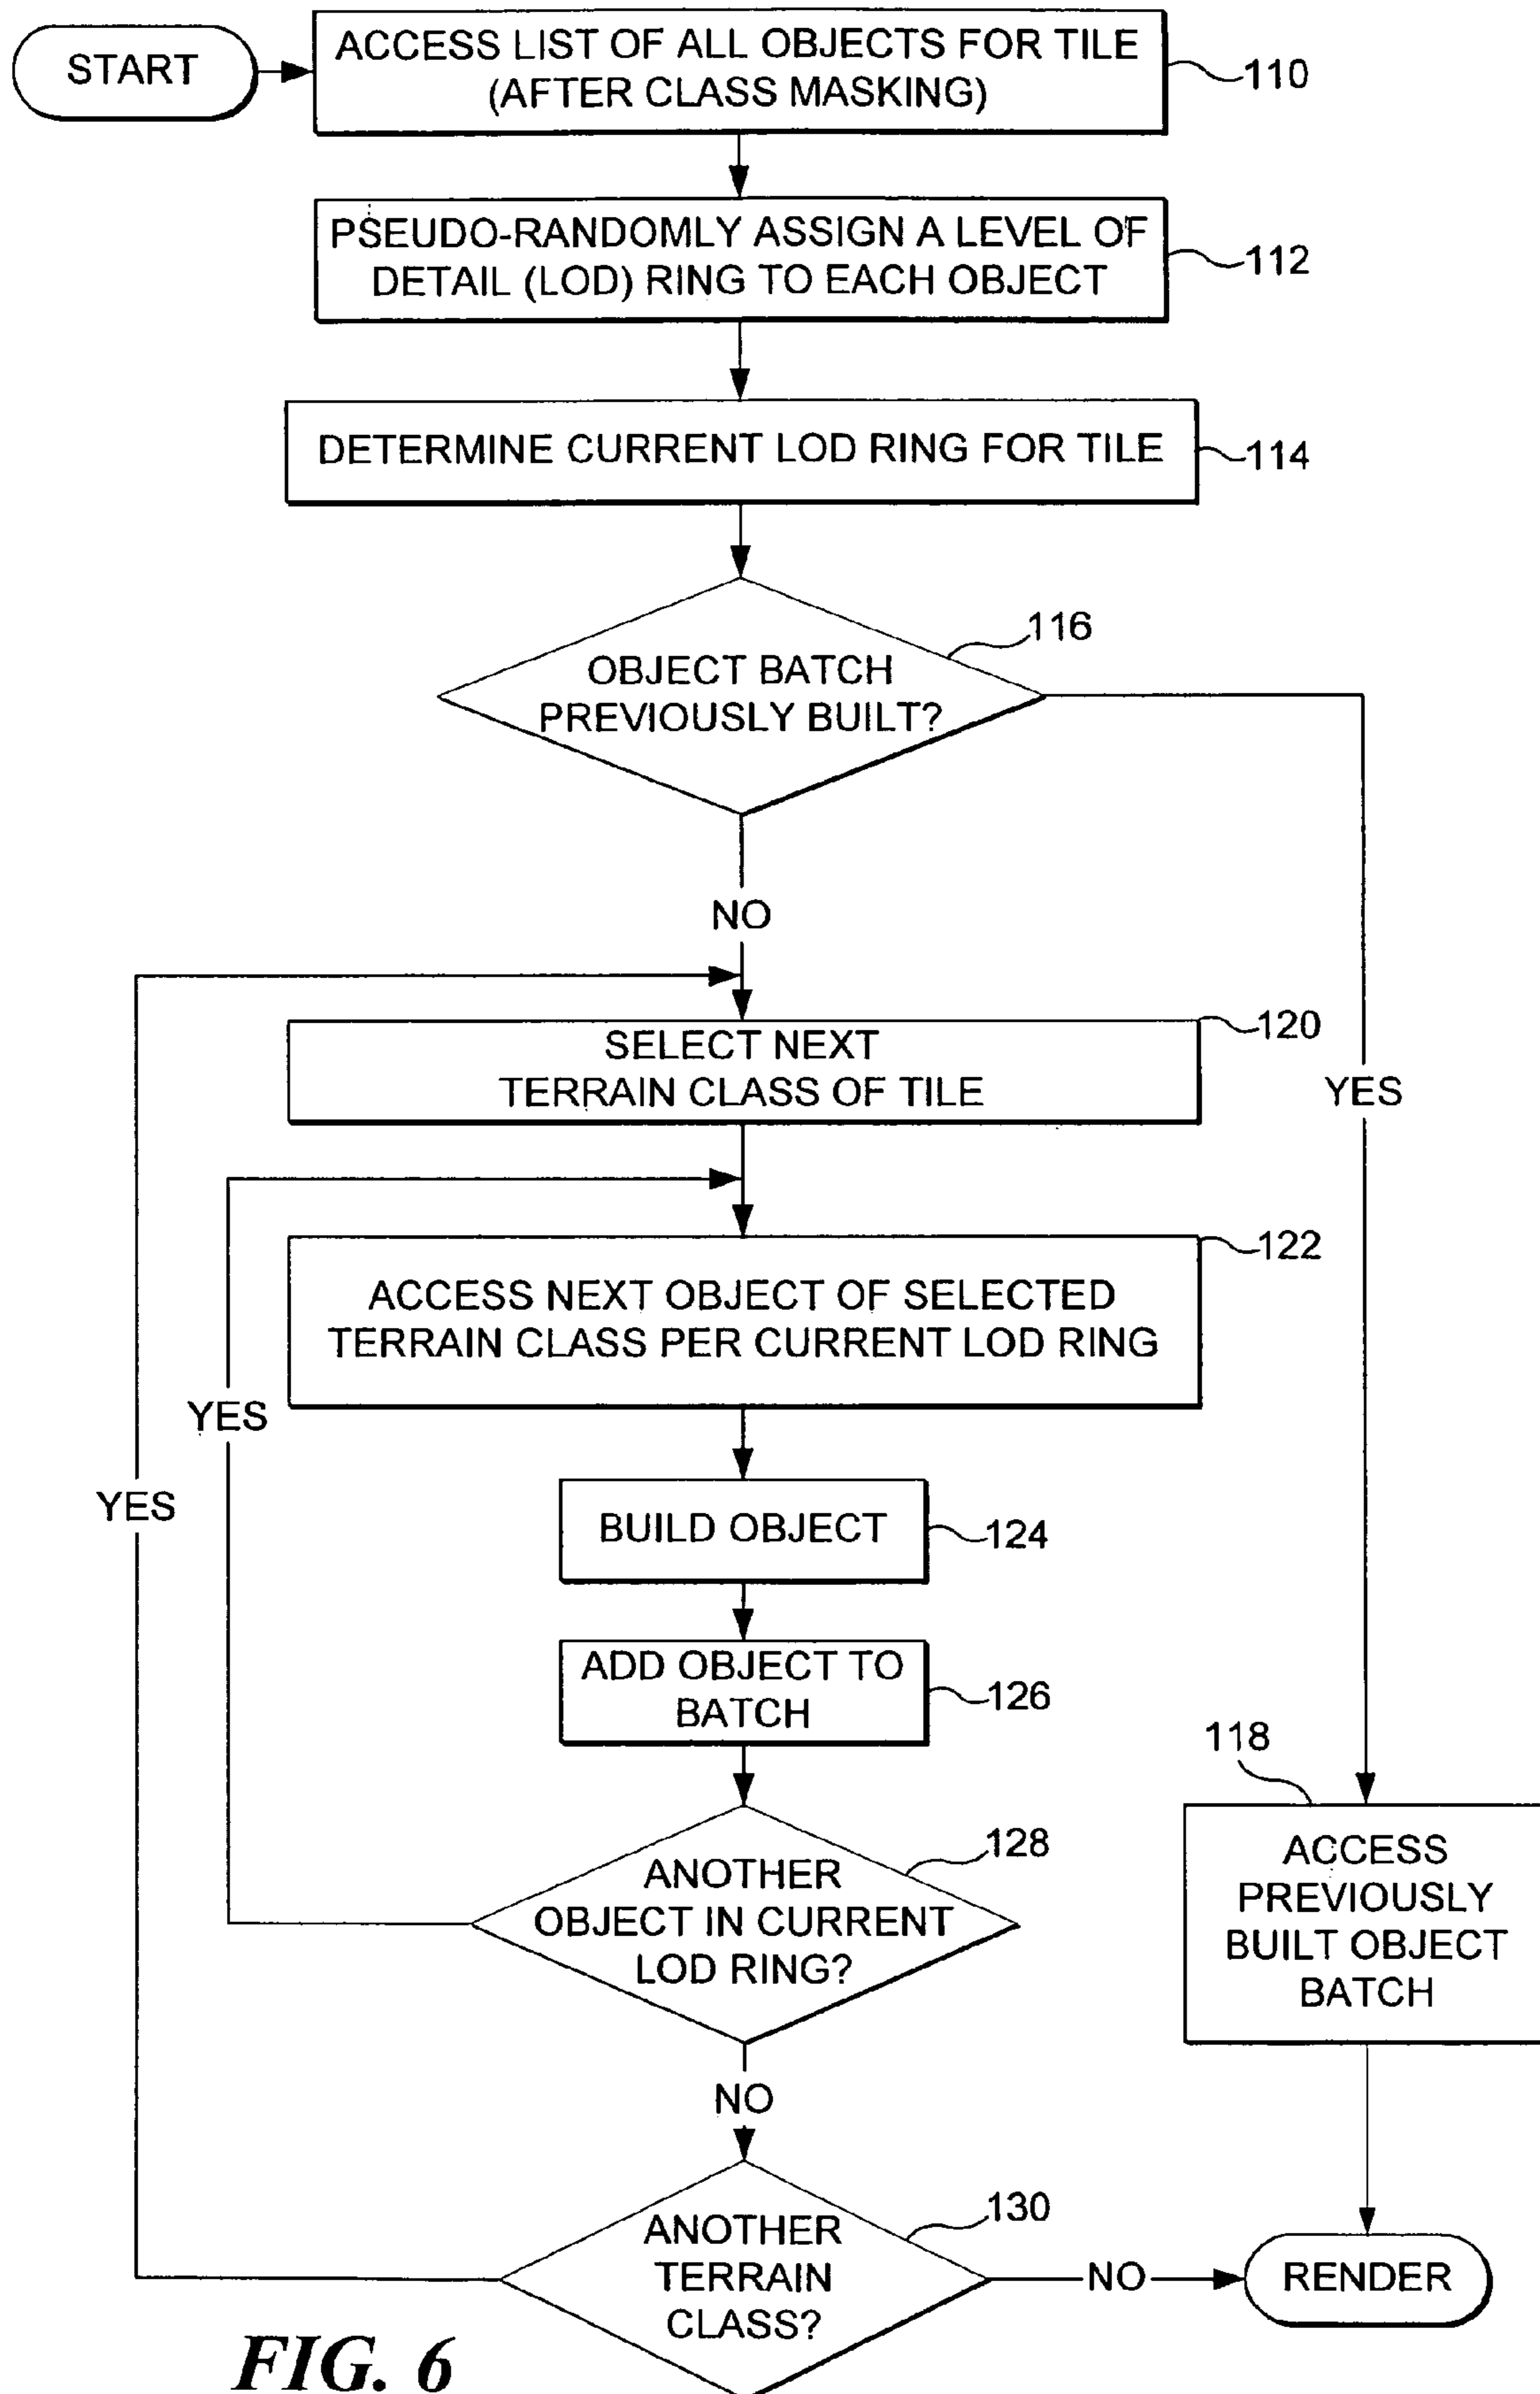 START
ACCESS LIST OF ALL OBJECTS FOR TILE
(AFTER CLASS MASKING)
110
PSEUDO-RANDOMLY ASSIGN A LEVEL OF
DETAIL (LOD) RING TO EACH OBJECT
112
DETERMINE CURRENT LOD RING FOR TILE
114
116
OBJECT BATCH
PREVIOUSLY BUILT?
NO
120
SELECT NEXT
TERRAIN CLASS OF TILE
YES
122
ACCESS NEXT OBJECT OF SELECTED
TERRAIN CLASS PER CURRENT LOD RING
YES
YES
BUILD OBJECT
124
ADD OBJECT TO
BATCH
126
118
128
ANOTHER
OBJECT IN CURRENT
LOD RING?
ACCESS
PREVIOUSLY
BUILT OBJECT
BATCH
NO
130
ANOTHER
TERRAIN
CLASS?
NO
RENDER
FIG. 6